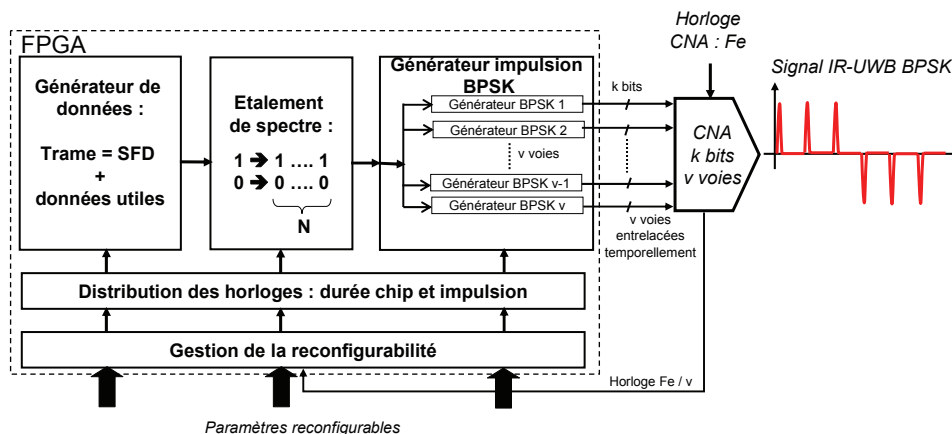 FPGA
Générateur de
données :
Trame = SFD
+
données utiles
Etalement
de spectre :
1 ➔ 1 .... 1
0 ➔ 0 .... 0
N
Générateur impulsion
BPSK
Générateur BPSK 1
Générateur BPSK 2
v voies
Générateur BPSK v-1
Générateur BPSK v
k bits
v voies
entrelacées
temporellement
Horloge
CNA : Fe
CNA
k bits
v voies
Signal IR-UWB BPSK
Distribution des horloges : durée chip et impulsion
Gestion de la reconfigurabilité
Horloge Fe / v
Paramètres reconfigurables